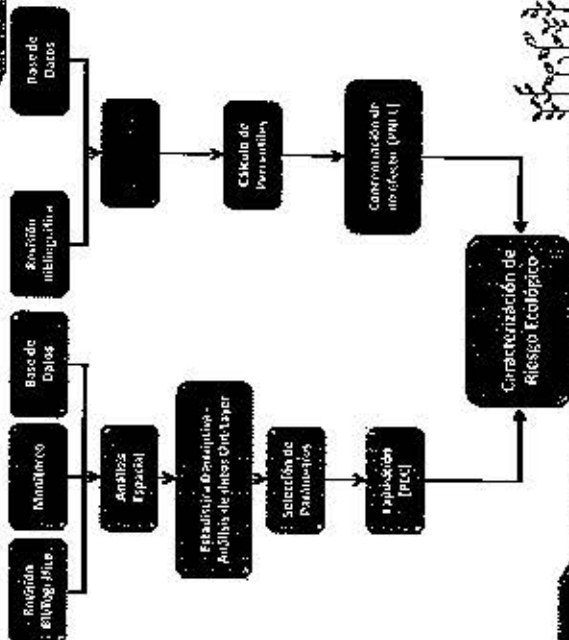 Revisión
Bibliográfica
Monitoreo
Base de
Datos
Análisis
Espacial
Estadística Descriptiva -
Análisis de datos Out Layer
Selección de
Parámetros
Exposición
[PEC]
Revisión
Bibliográfica
Base de
Datos
Cálculo de
Percentiles
Concentración de
no efecto [PNEC]
Caracterización de
Riesgo Ecológico